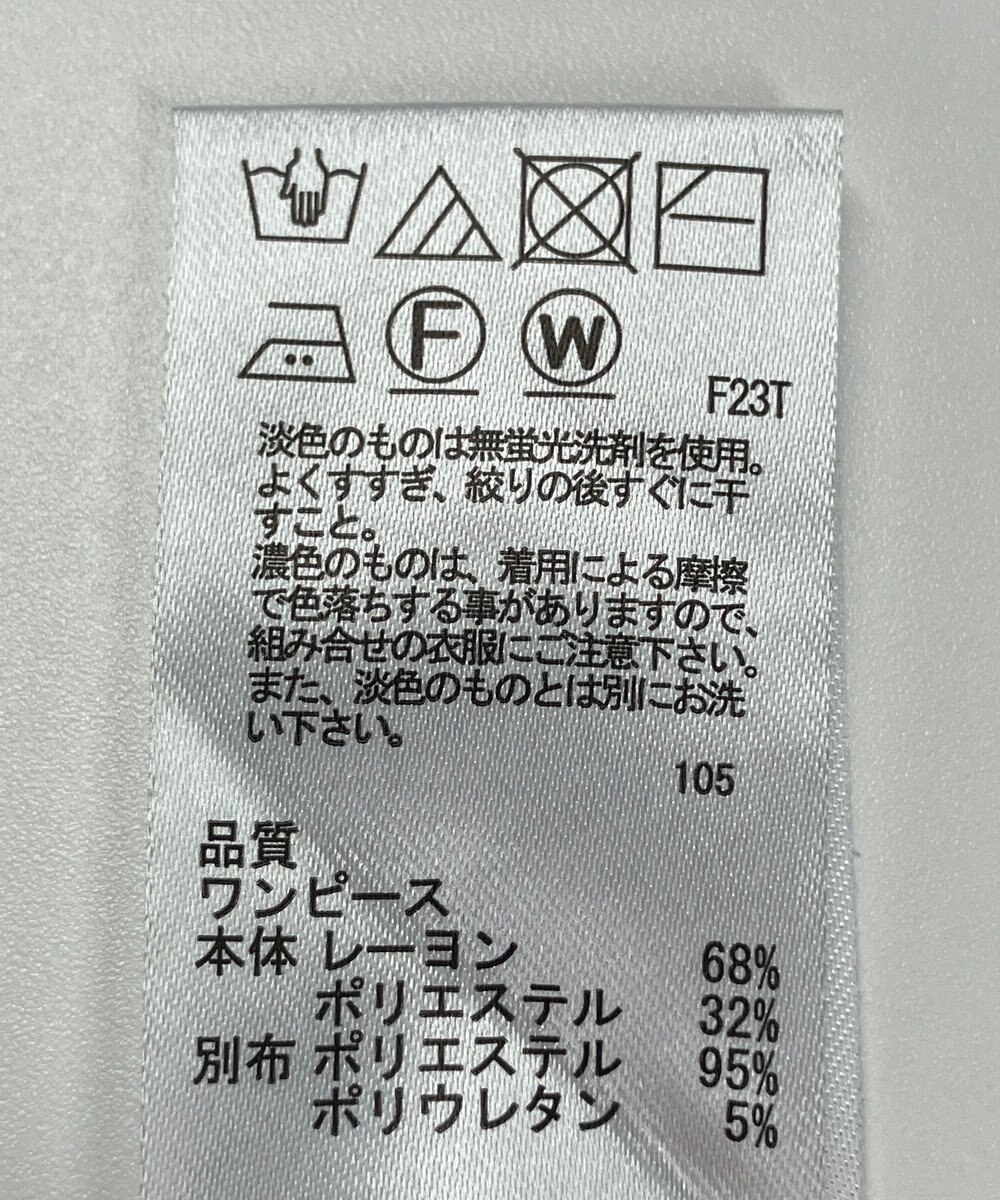 F W
F23T
淡色のものは無蛍光洗剤を使用。
よくすすぎ、絞りの後すぐに干
すこと。
濃色のものは、着用による摩擦
で色落ちする事がありますので、
組み合せの衣服にご注意下さい。
また、淡色のものとは別にお洗
い下さい。
105
品質
ワンピース
本体 レーヨン 68%
ポリエステル 32%
別布 ポリエステル 95%
ポリウレタン 5%